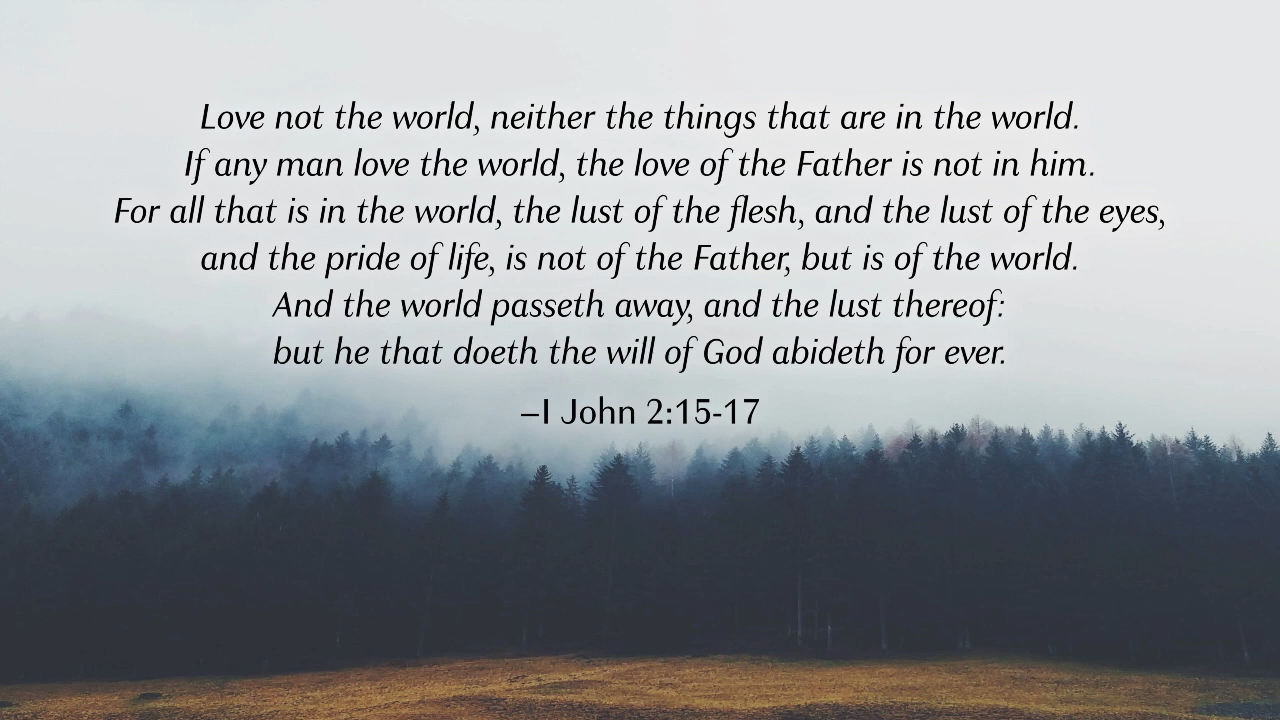 Love not the world, neither the things that are in the world.
If any man love the world, the love of the Father is not in him.
For all that is in the world, the lust of the flesh, and the lust of the eyes,
and the pride of life, is not of the Father, but is of the world.
And the world passeth away, and the lust thereof:
but he that doeth the will of God abideth for ever.
–I John 2:15-17